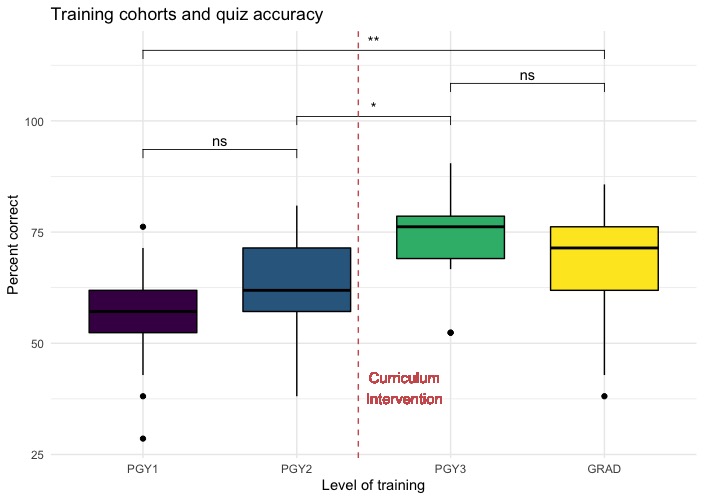 Training cohorts and quiz accuracy
**
ns
*
ns
100
75
50
25
Percent correct
Curriculum
Intervention
PGY1
PGY2
PGY3
GRAD
Level of training